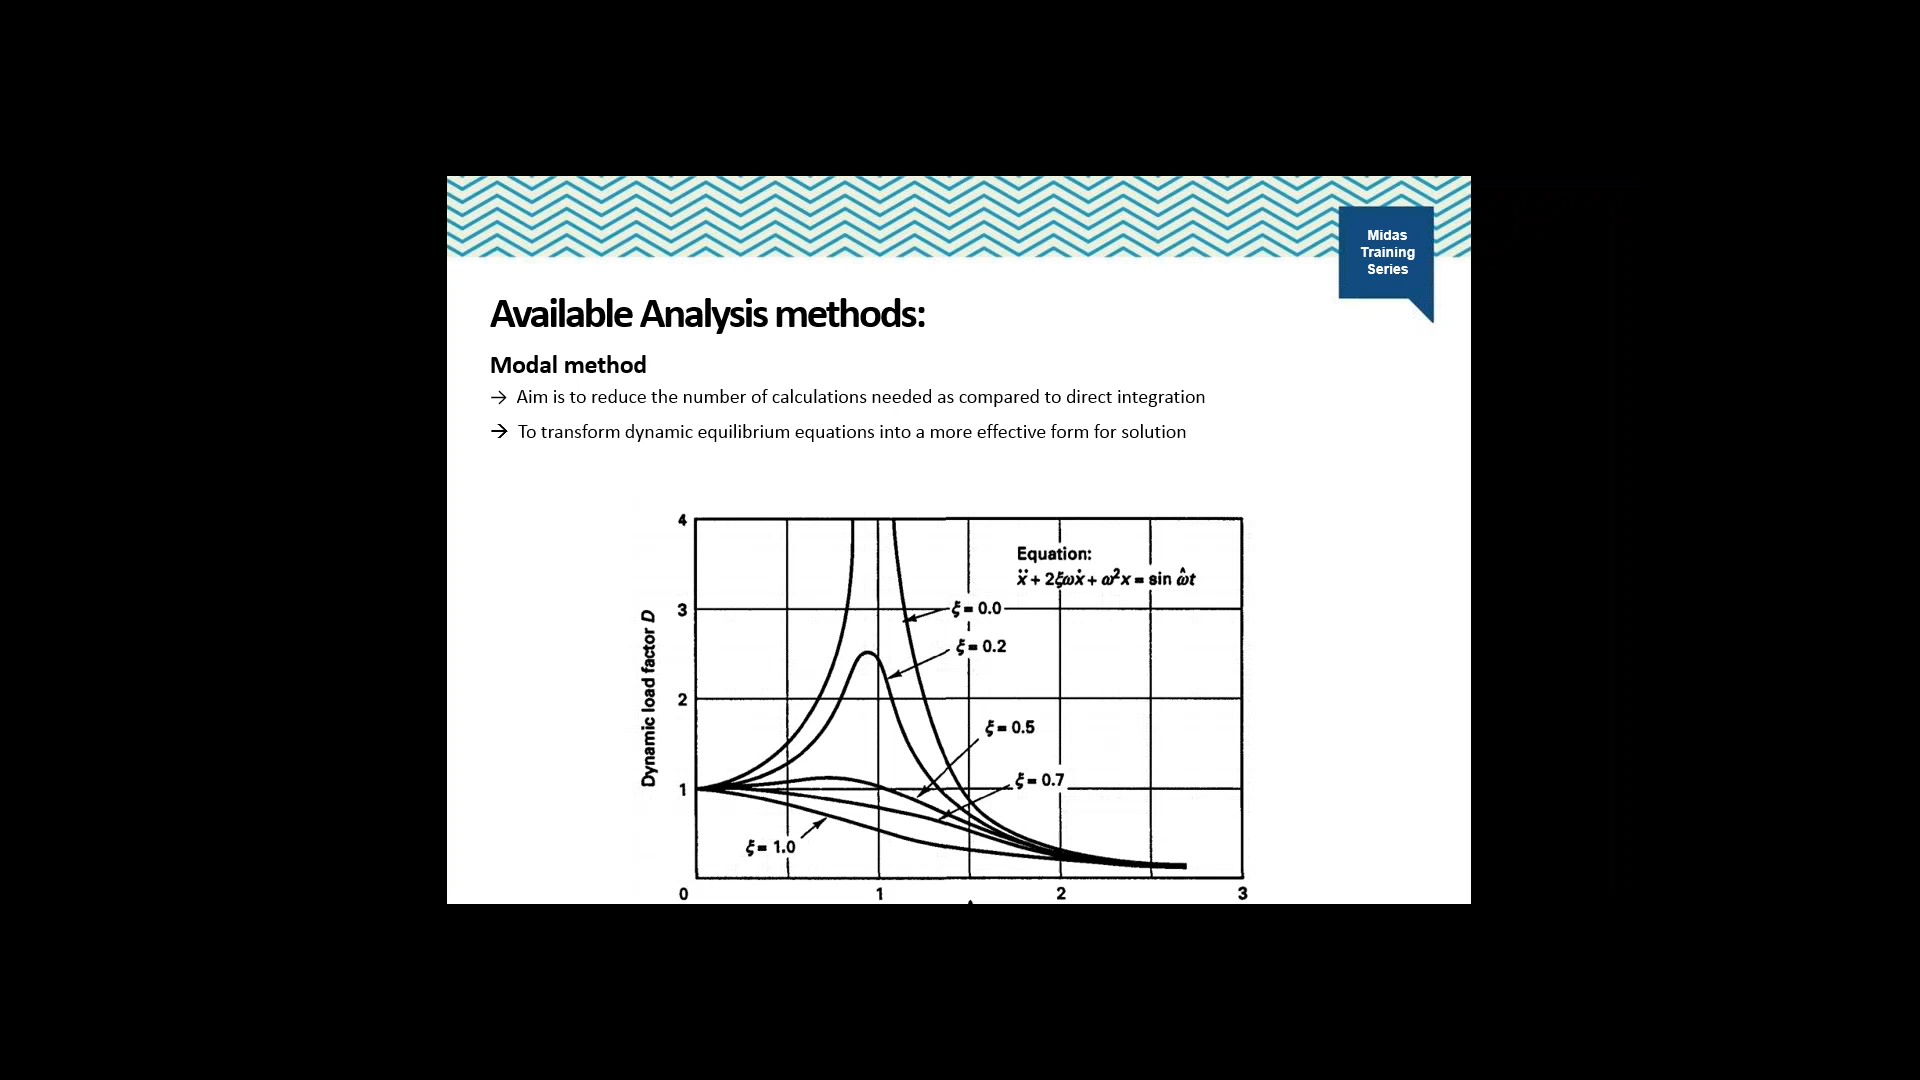 Midas
Training
Series
Available Analysis methods:
Modal method
→ Aim is to reduce the number of calculations needed as compared to direct integration
→ To transform dynamic equilibrium equations into a more effective form for solution
4
Equation:
ẍ + 2ξωẋ + ω²x = sin ω̂t
3
ξ = 0.0
ξ = 0.2
Dynamic load factor D
2
ξ = 0.5
ξ = 0.7
1
ξ = 1.0
0
1
2
3